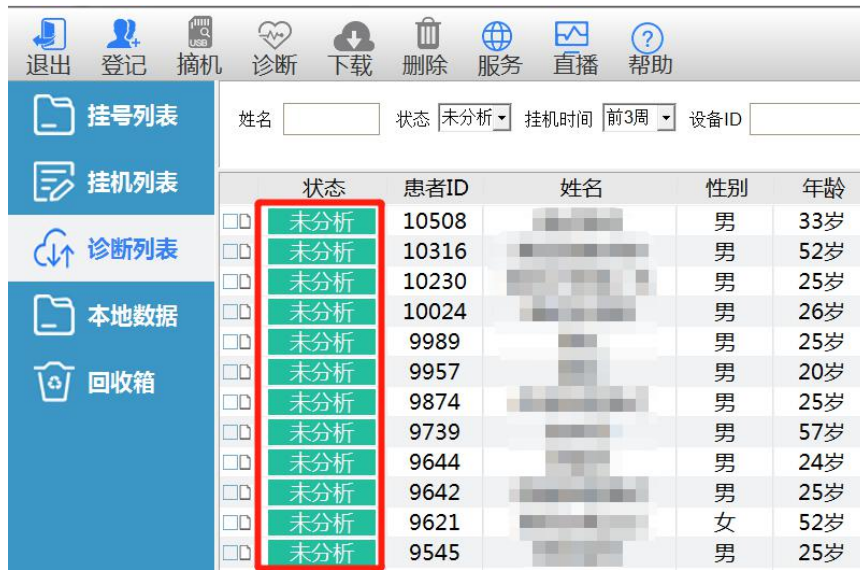 USB
退出 登记 摘机 诊断 下载 删除 服务 直播 帮助
挂号列表
挂机列表
诊断列表
本地数据
回收箱
姓名 状态 未分析 挂机时间 前3周 设备ID
状态 患者ID 姓名 性别 年龄
未分析 10508 男 33岁
未分析 10316 男 52岁
未分析 10230 男 25岁
未分析 10024 男 26岁
未分析 9989 男 25岁
未分析 9957 男 20岁
未分析 9874 男 25岁
未分析 9739 男 57岁
未分析 9644 男 24岁
未分析 9642 男 25岁
未分析 9621 女 52岁
未分析 9545 男 25岁